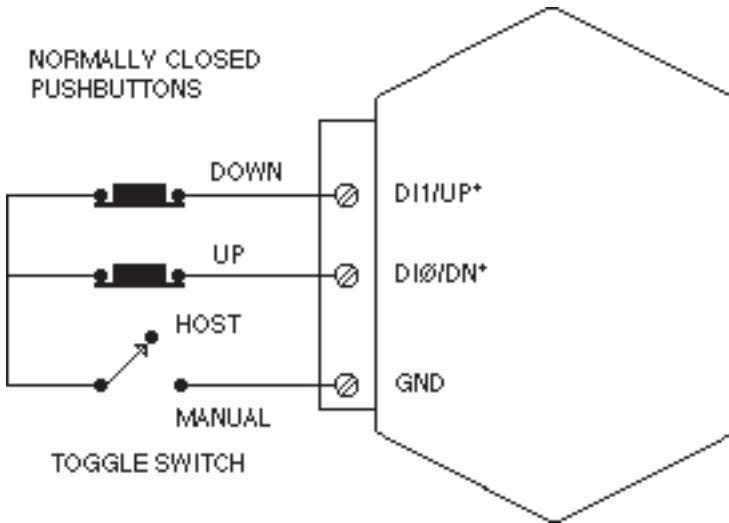 NORMALLY CLOSED
PUSHBUTTONS
DOWN
DI1/UP*
UP
DIØ/DN*
HOST
GND
MANUAL
TOGGLE SWITCH